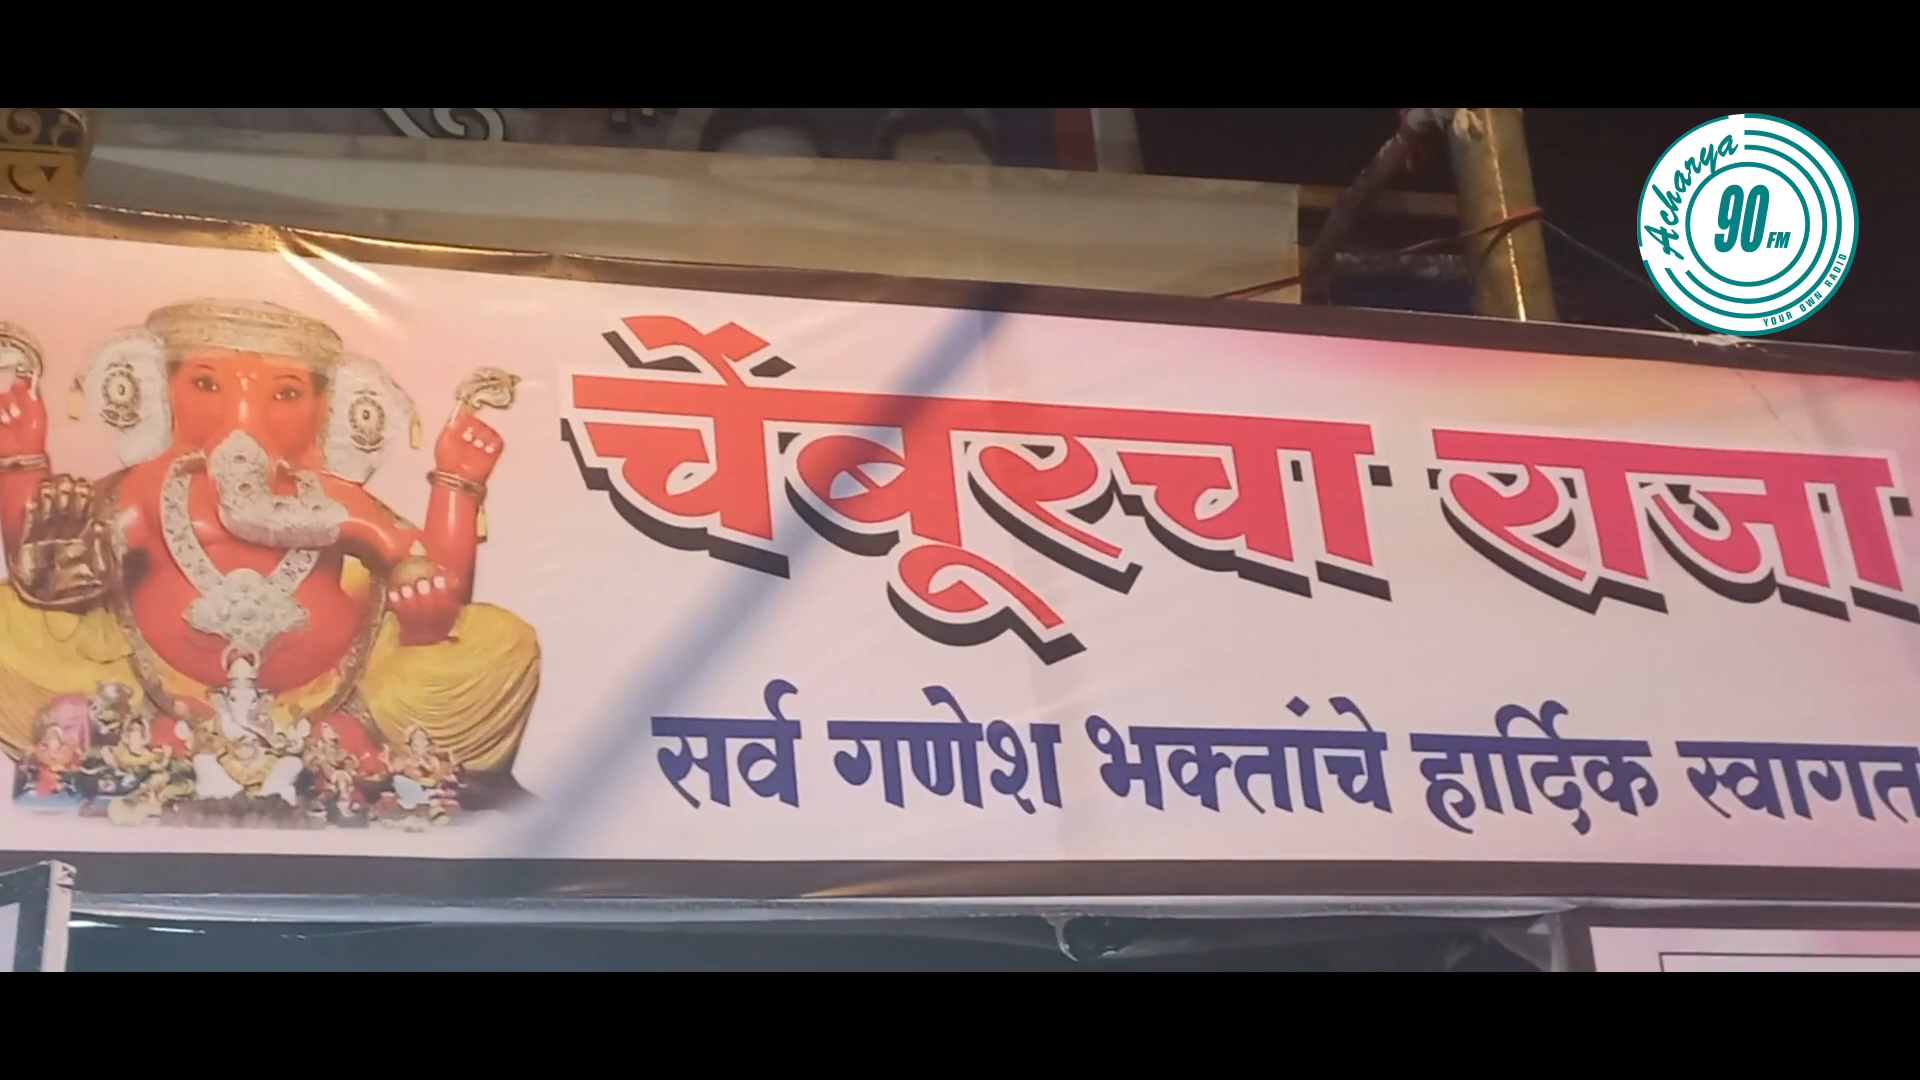 Acharya
90 FM
YOUR OWN RADIO
चेंबूरचा राजा
सर्व गणेश भक्तांचे हार्दिक स्वागत